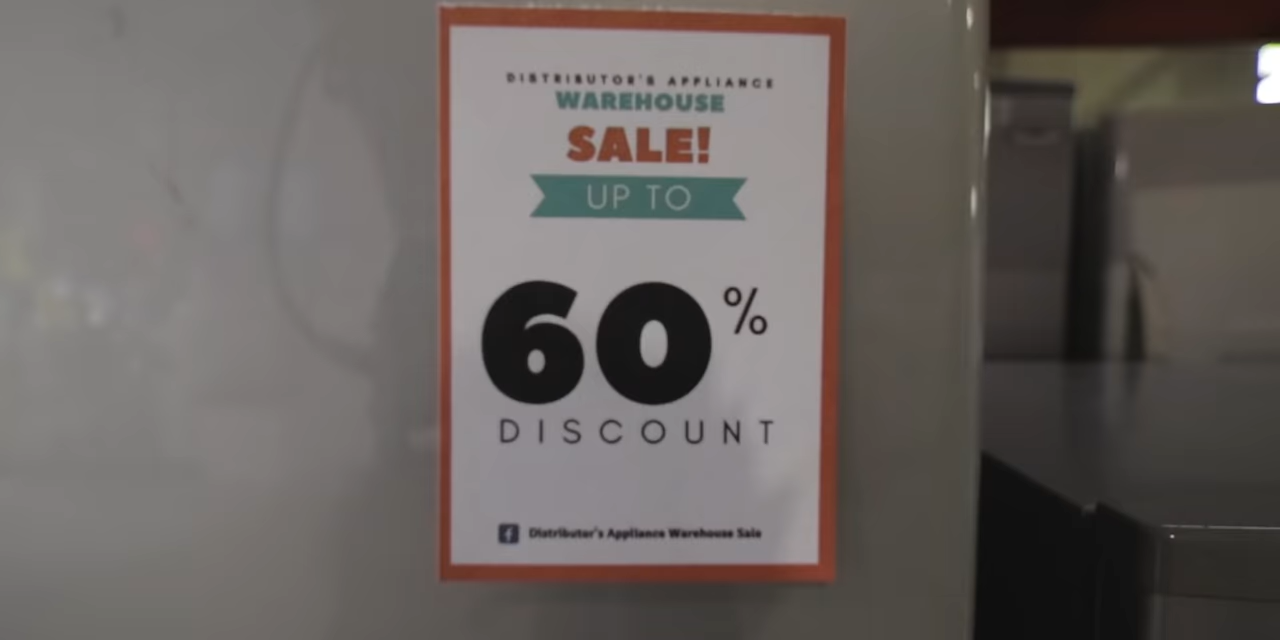 DISTRIBUTOR'S APPLIANCE
WAREHOUSE
SALE!
UP TO
60%
DISCOUNT
f Distributor's Appliance Warehouse Sale